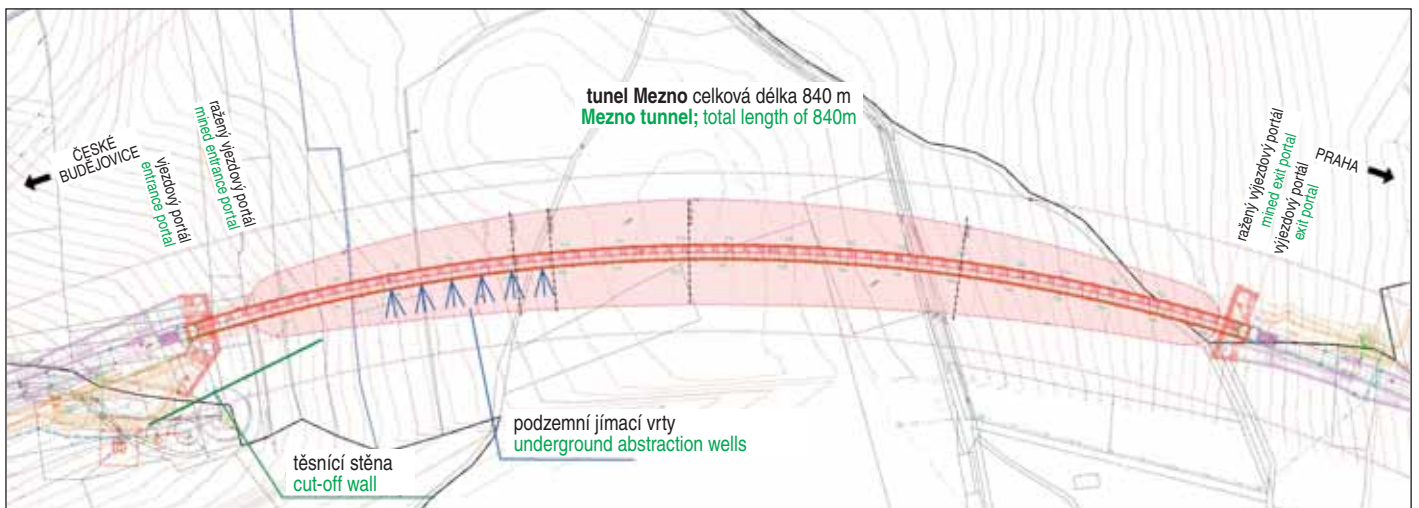 tunel Mezno celková délka 840 m
Mezno tunnel; total length of 840m
ČESKÉ
BUDĚJOVICE
vjezdový portál
entrance portal
ražený vjezdový portál
mined entrance portal
ražený výjezdový portál
mined exit portal
výjezdový portál
exit portal
PRAHA
podzemní jímací vrty
underground abstraction wells
těsnící stěna
cut-off wall